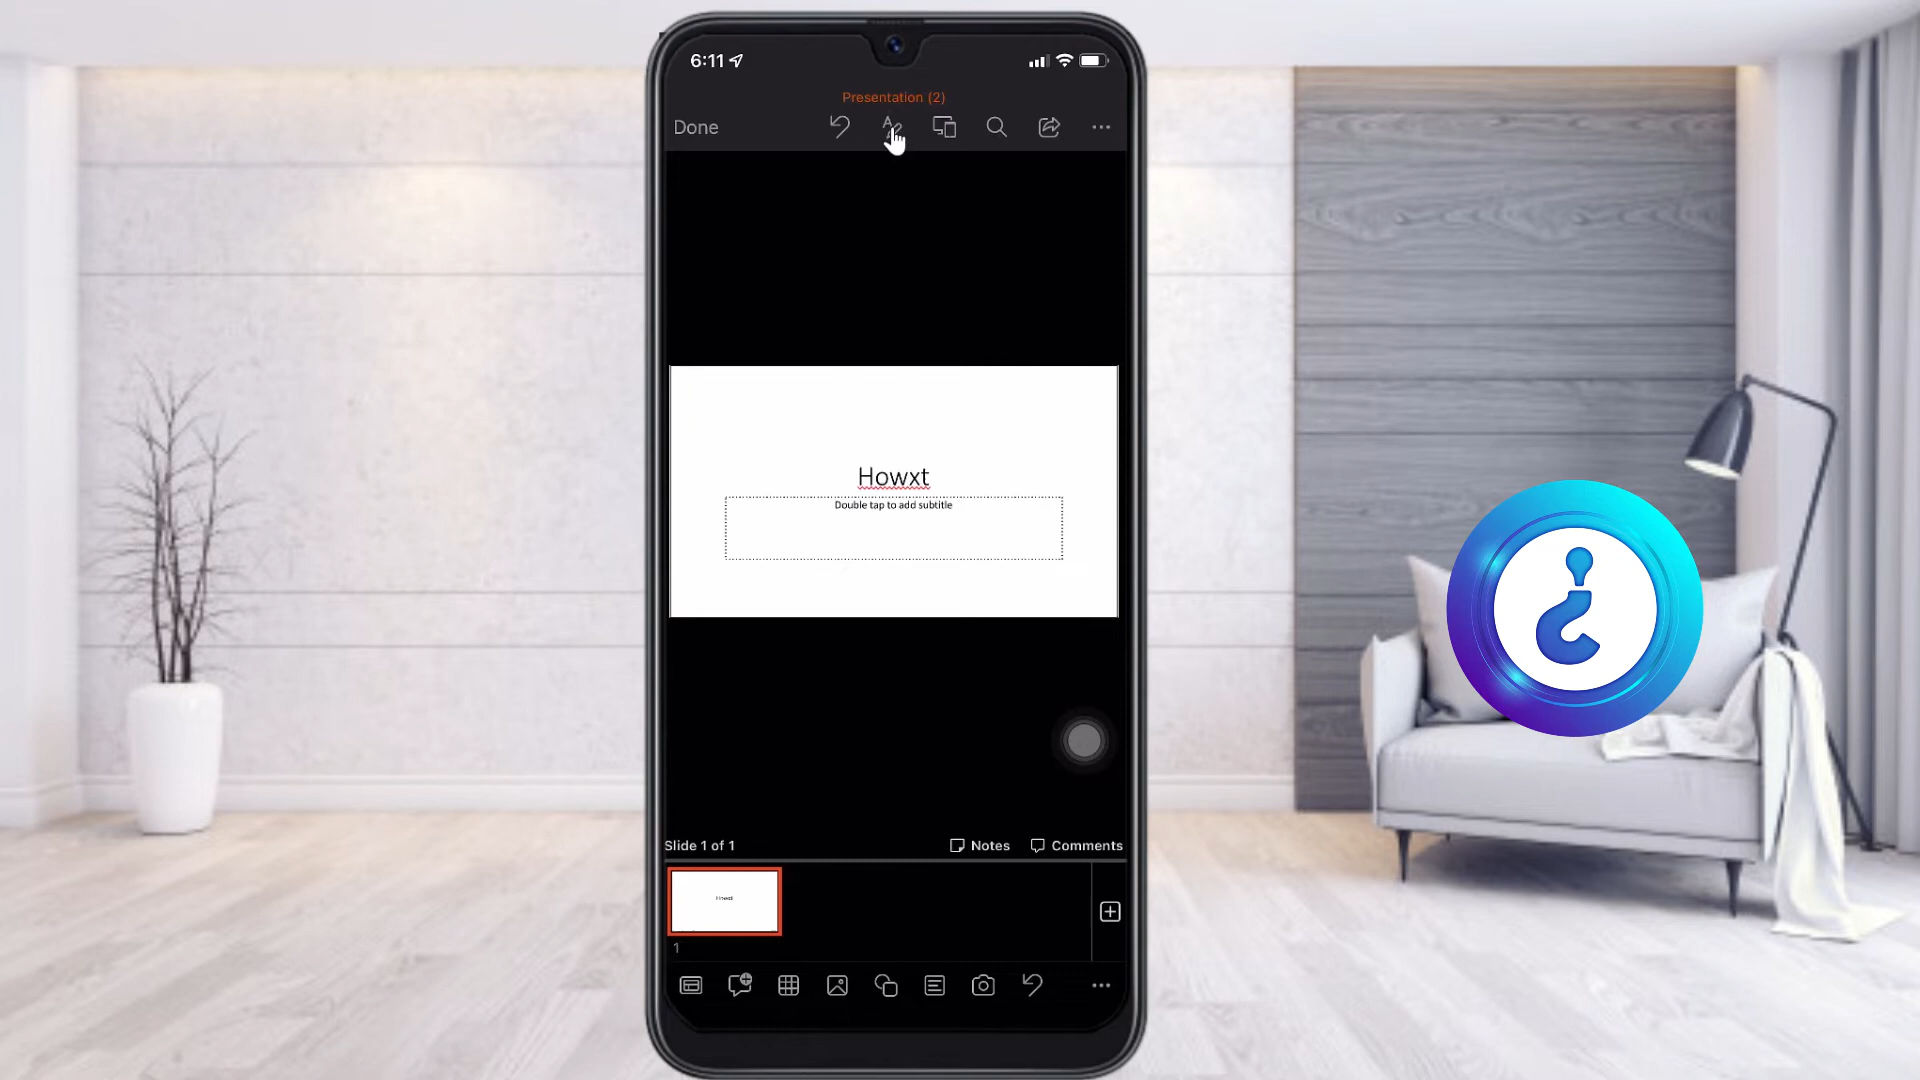 6:11
Presentation (2)
Done
Howxt
Double tap to add subtitle
Slide 1 of 1
Notes
Comments
1